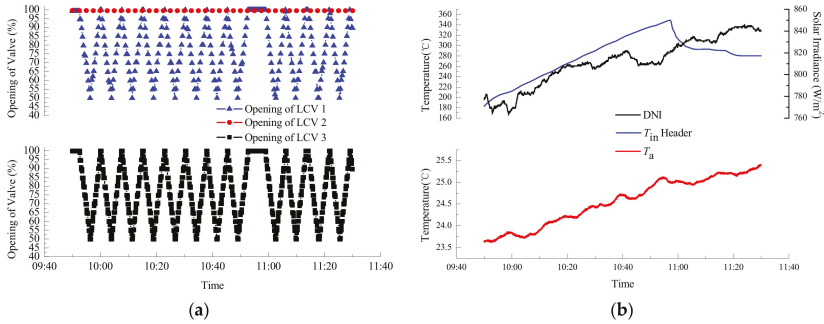 Opening of Valve (%)
100
95
90
85
80
75
70
65
60
55
50
45
40
Opening of LCV 1
Opening of LCV 2
Opening of LCV 3
Opening of Valve (%)
100
95
90
85
80
75
70
65
60
55
50
45
40
09:40 10:00 10:20 10:40 11:00 11:20 11:40
Time
(a)
Temperature(℃)
360
340
320
300
280
260
240
220
200
180
160
Solar Irradiance (W/m²)
860
840
820
800
780
760
DNI
Tin Header
Ta
Temperature(℃)
25.5
25.0
24.5
24.0
23.5
09:40 10:00 10:20 10:40 11:00 11:20 11:40
Time
(b)